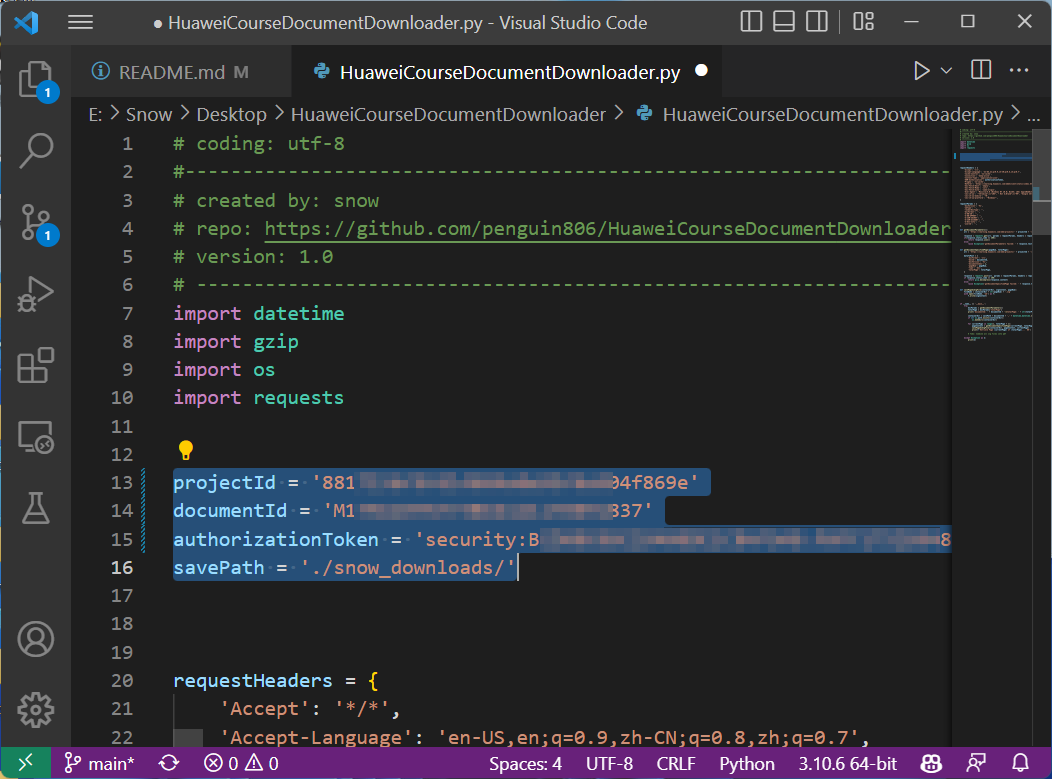 ● HuaweiCourseDocumentDownloader.py - Visual Studio Code
README.md M
HuaweiCourseDocumentDownloader.py ●
E: > Snow > Desktop > HuaweiCourseDocumentDownloader > HuaweiCourseDocumentDownloader.py > ...
1 # coding: utf-8
2 #--------------------------------------------------------------------
3 # created by: snow
4 # repo: https://github.com/penguin806/HuaweiCourseDocumentDownloader
5 # version: 1.0
6 # -------------------------------------------------------------------
7 import datetime
8 import gzip
9 import os
10 import requests
11
12
13 projectId = '881 04f869e'
14 documentId = 'M1 837'
15 authorizationToken = 'security:B 8
16 savePath = './snow_downloads/'
17
18
19
20 requestHeaders = {
21 'Accept': '*/*',
22 'Accept-Language': 'en-US,en;q=0.9,zh-CN;q=0.8,zh;q=0.7',
1
1
main* 0 0 Spaces: 4 UTF-8 CRLF Python 3.10.6 64-bit